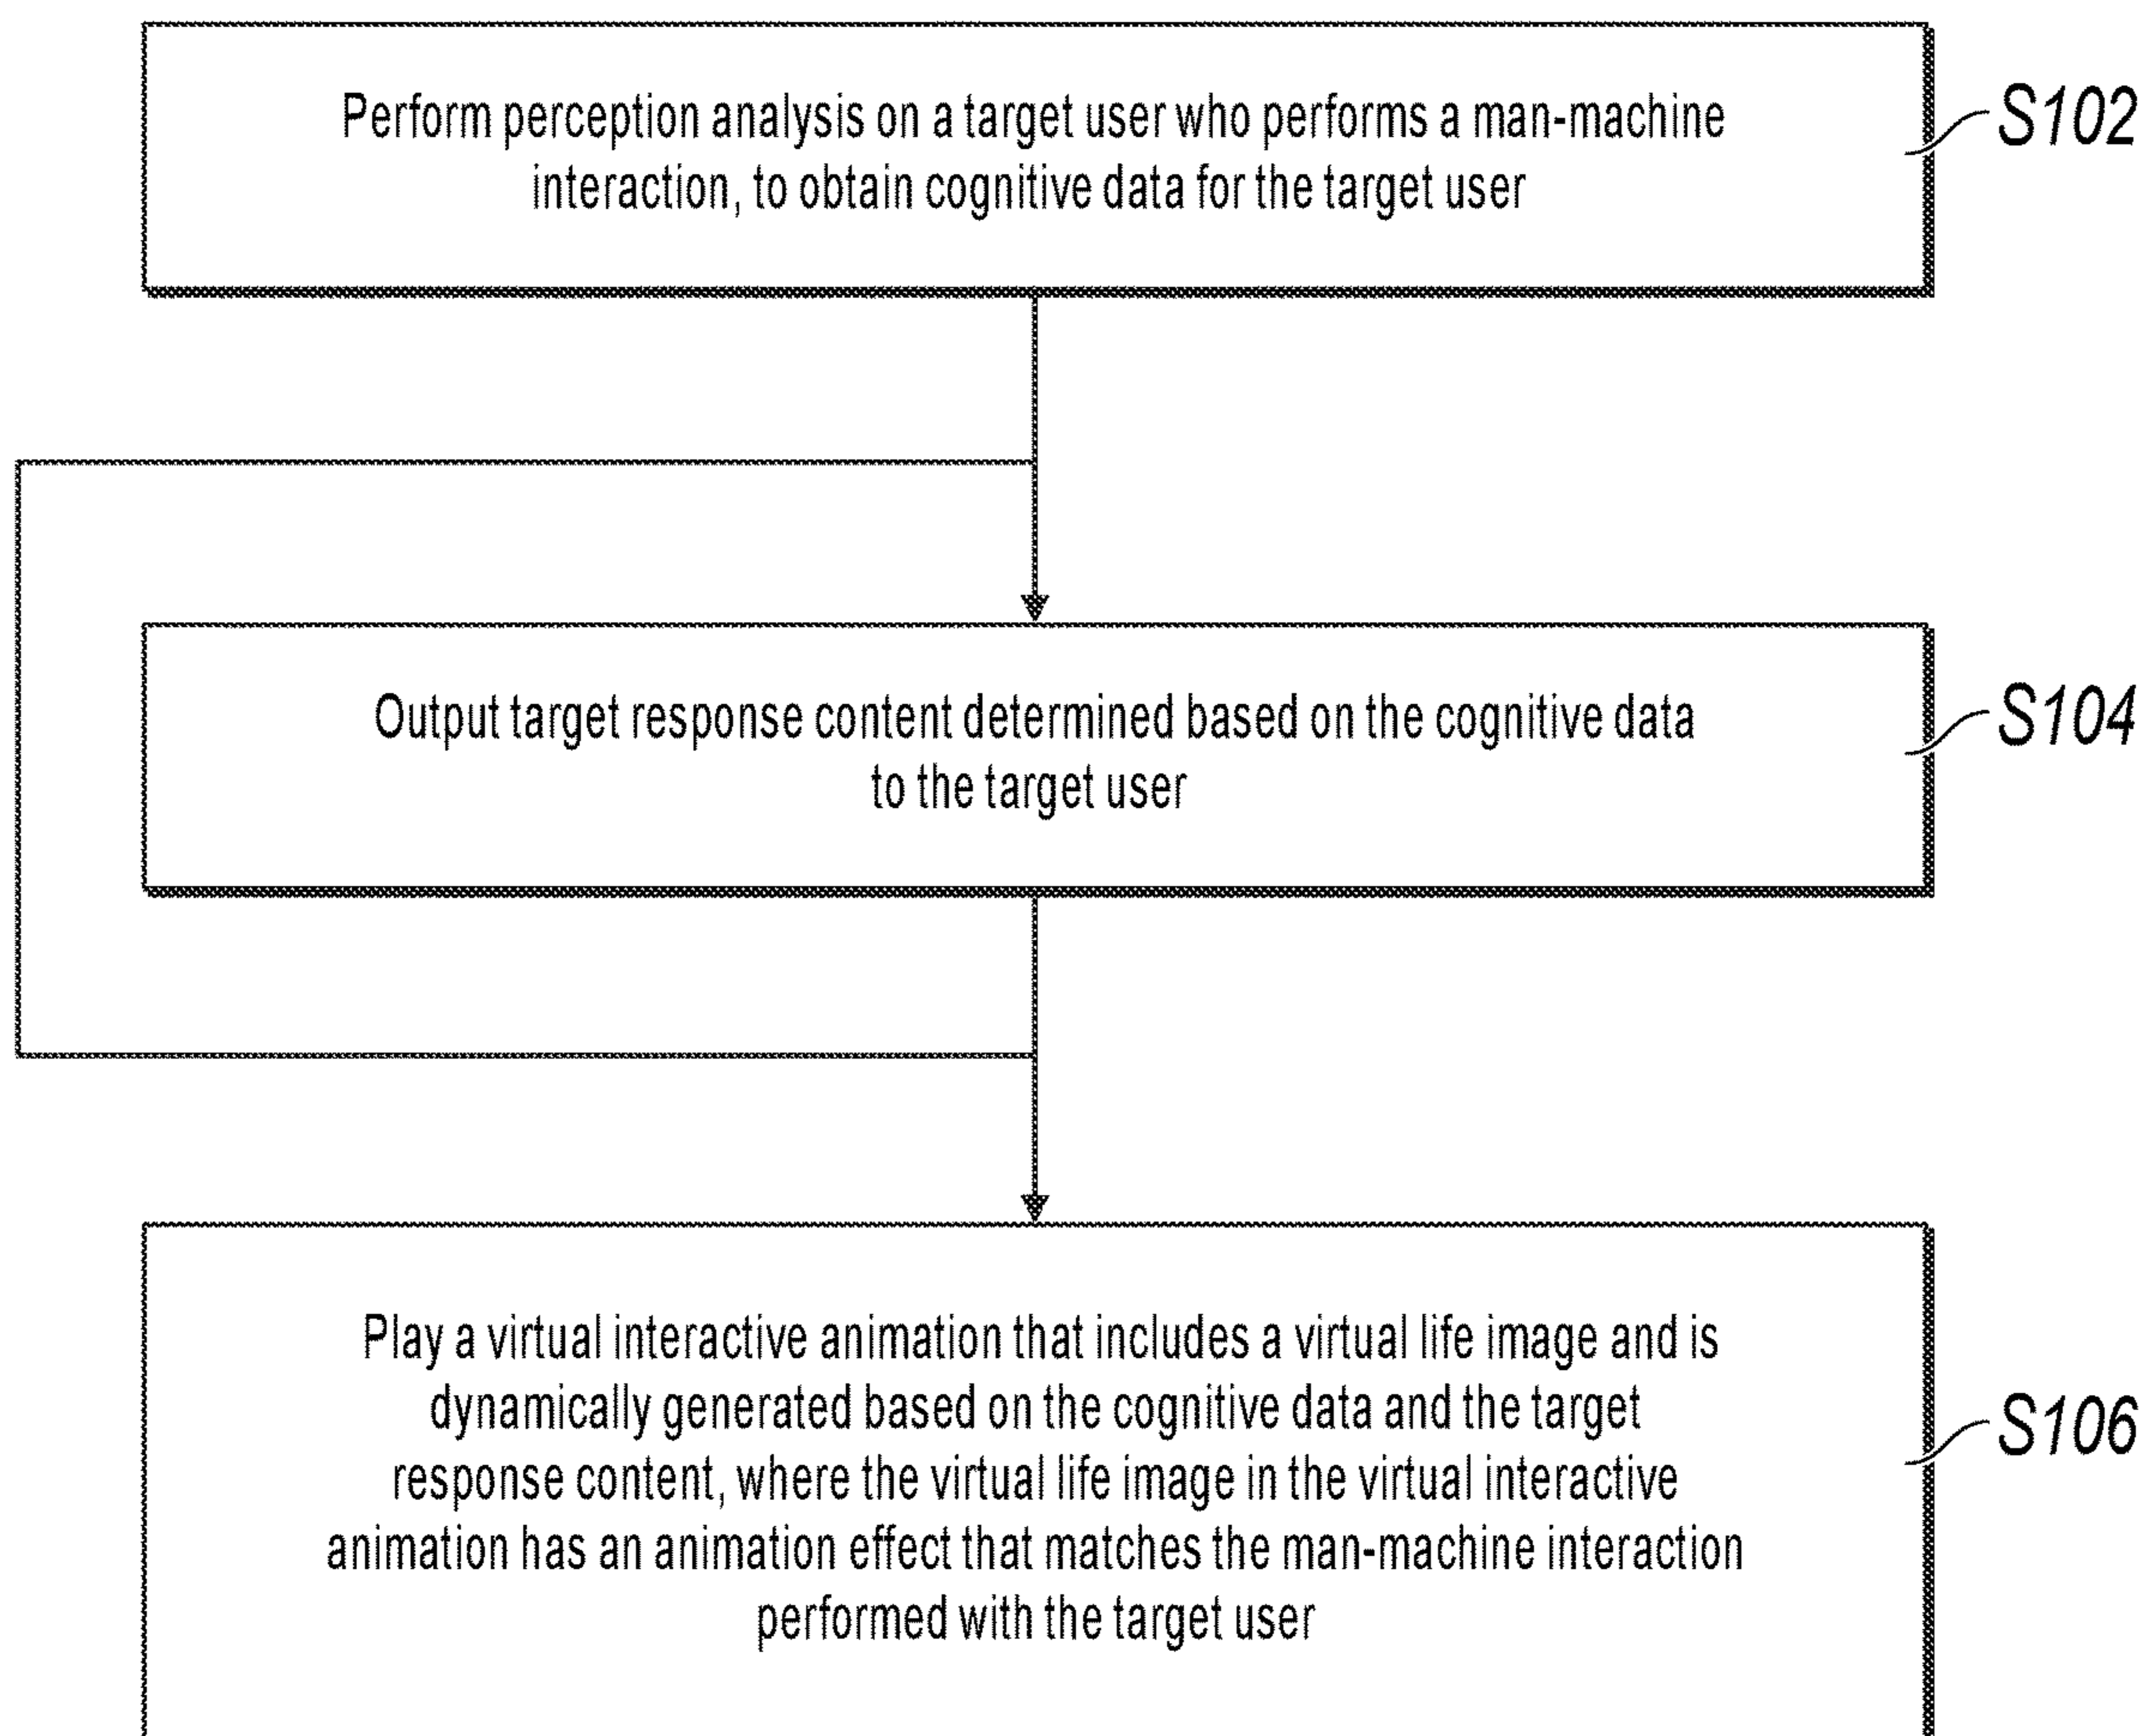 Perform perception analysis on a target user who performs a man-machine
interaction, to obtain cognitive data for the target user
S102
Output target response content determined based on the cognitive data
to the target user
S104
Play a virtual interactive animation that includes a virtual life image and is
dynamically generated based on the cognitive data and the target
response content, where the virtual life image in the virtual interactive
animation has an animation effect that matches the man-machine interaction
performed with the target user
S106